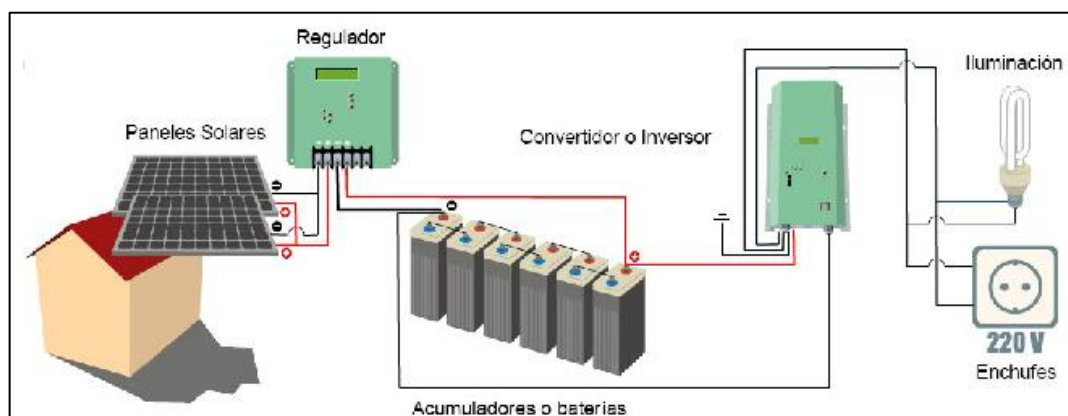 Regulador
Iluminación
Paneles Solares
Convertidor o Inversor
220 V
Enchufes
Acumuladores o baterías